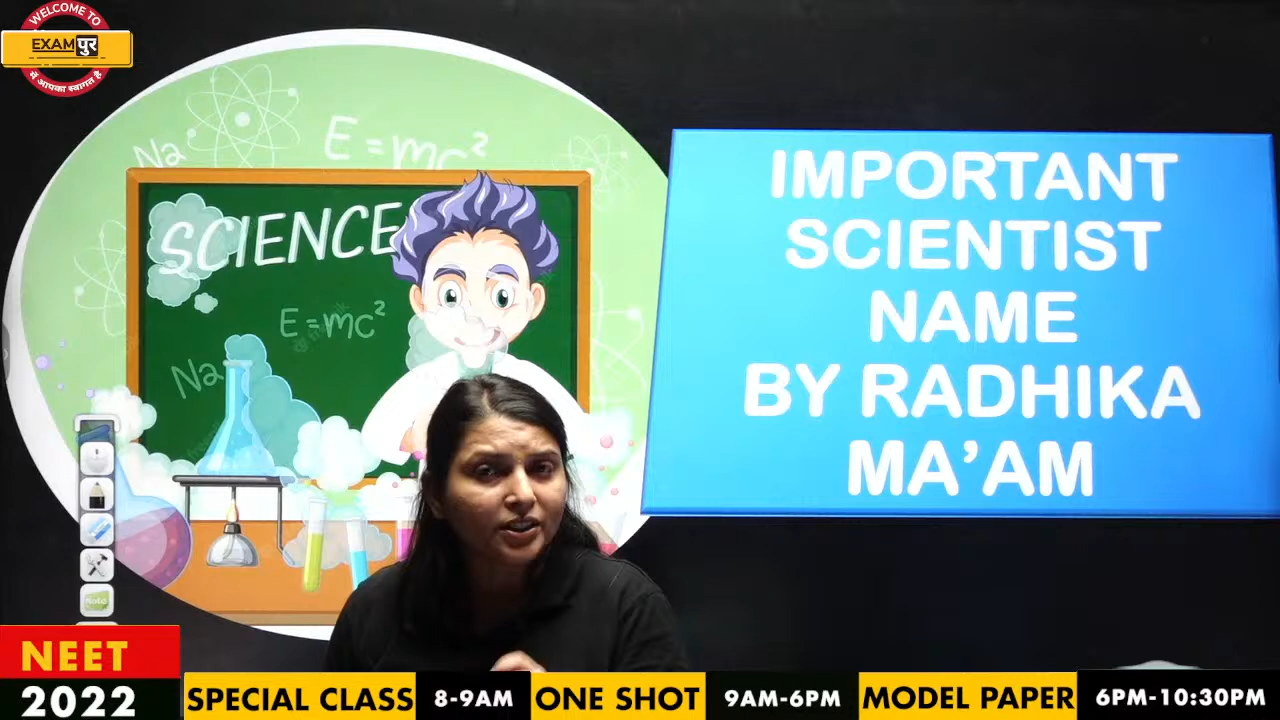 WELCOME TO
EXAMपुर
में आपका स्वागत है
Na
E=mc²
SCIENCE
E=mc²
Na
IMPORTANT
SCIENTIST
NAME
BY RADHIKA
MA’AM
NEET
2022
SPECIAL CLASS
8-9AM
ONE SHOT
9AM-6PM
MODEL PAPER
6PM-10:30PM